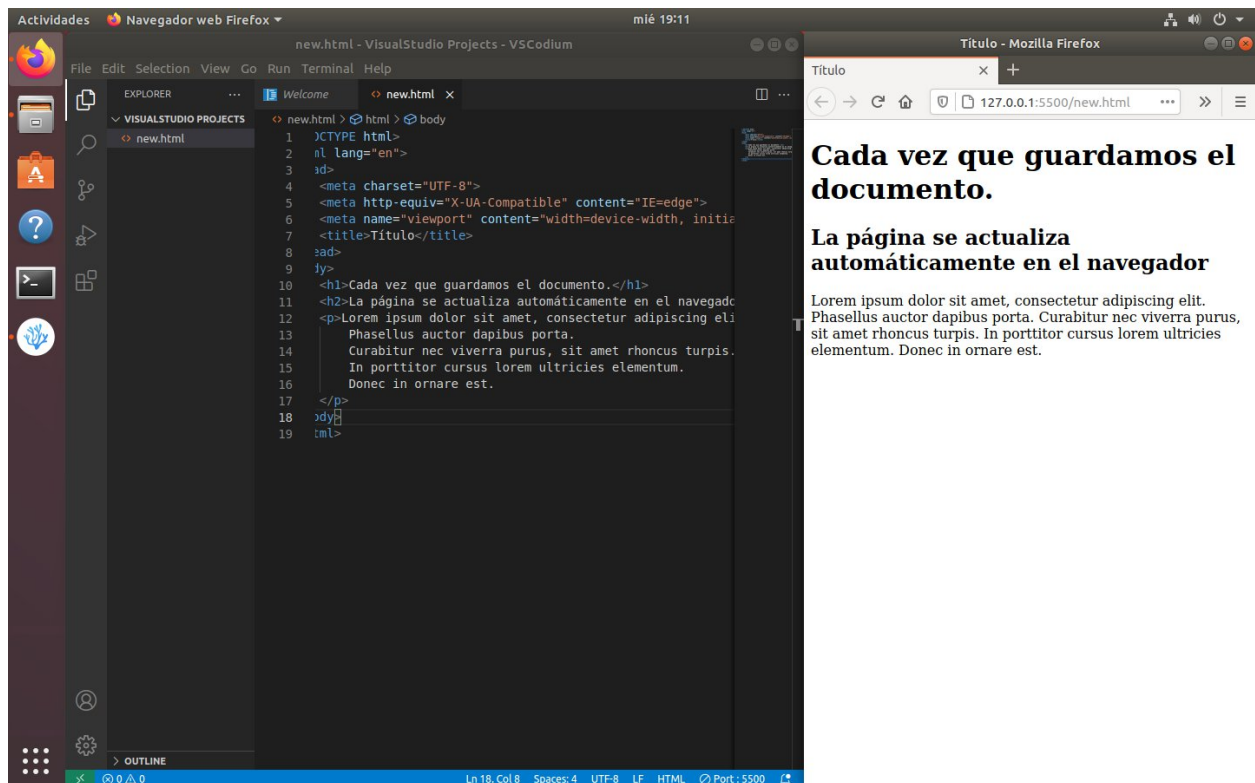 Actividades Navegador web Firefox mié 19:11
new.html - VisualStudio Projects - VSCodium
File Edit Selection View Go Run Terminal Help
EXPLORER ...
Welcome new.html
VISUALSTUDIO PROJECTS
new.html
new.html > html > body
1 OCTYPE html>
2 ml lang="en">
3 ad>
4 <meta charset="UTF-8">
5 <meta http-equiv="X-UA-Compatible" content="IE=edge">
6 <meta name="viewport" content="width=device-width, initia
7 <title>Título</title>
8 ead>
9 dy>
10 <h1>Cada vez que guardamos el documento.</h1>
11 <h2>La página se actualiza automáticamente en el navegado
12 <p>Lorem ipsum dolor sit amet, consectetur adipiscing eli
13 Phasellus auctor dapibus porta.
14 Curabitur nec viverra purus, sit amet rhoncus turpis.
15 In porttitor cursus lorem ultricies elementum.
16 Donec in ornare est.
17 </p>
18 ody>
19 tml>
OUTLINE
0 0 Ln 18, Col 8 Spaces: 4 UTF-8 LF HTML Port : 5500
Título - Mozilla Firefox
Título
127.0.0.1:5500/new.html
Cada vez que guardamos el
documento.
La página se actualiza
automáticamente en el navegador
Lorem ipsum dolor sit amet, consectetur adipiscing elit.
Phasellus auctor dapibus porta. Curabitur nec viverra purus,
sit amet rhoncus turpis. In porttitor cursus lorem ultricies
elementum. Donec in ornare est.